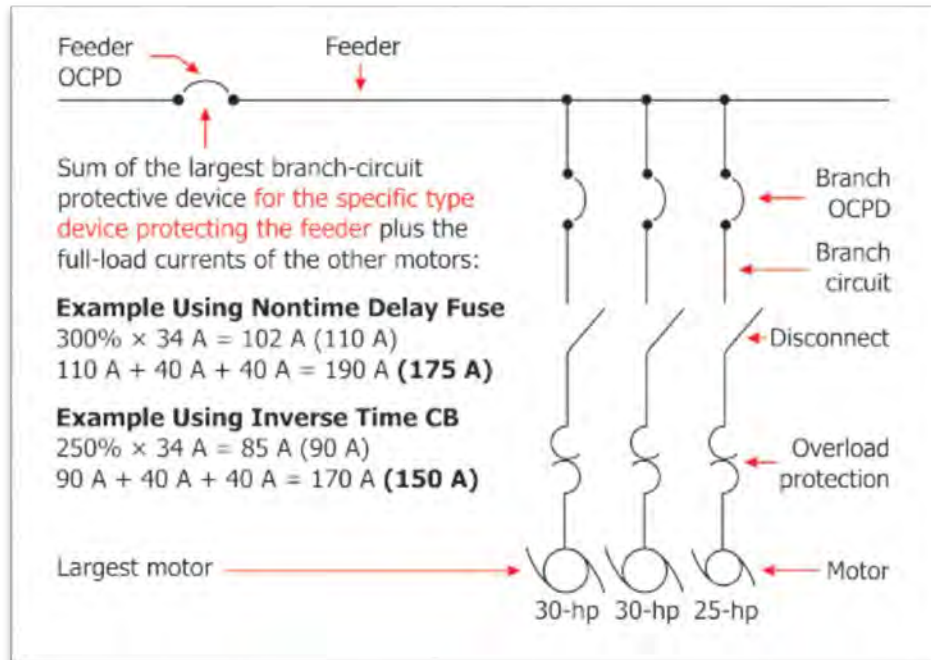 Feeder
OCPD
Feeder
Sum of the largest branch-circuit
protective device for the specific type
device protecting the feeder plus the
full-load currents of the other motors:
Example Using Nontime Delay Fuse
300% × 34 A = 102 A (110 A)
110 A + 40 A + 40 A = 190 A (175 A)
Example Using Inverse Time CB
250% × 34 A = 85 A (90 A)
90 A + 40 A + 40 A = 170 A (150 A)
Branch
OCPD
Branch
circuit
Disconnect
Overload
protection
Largest motor
Motor
30-hp 30-hp 25-hp